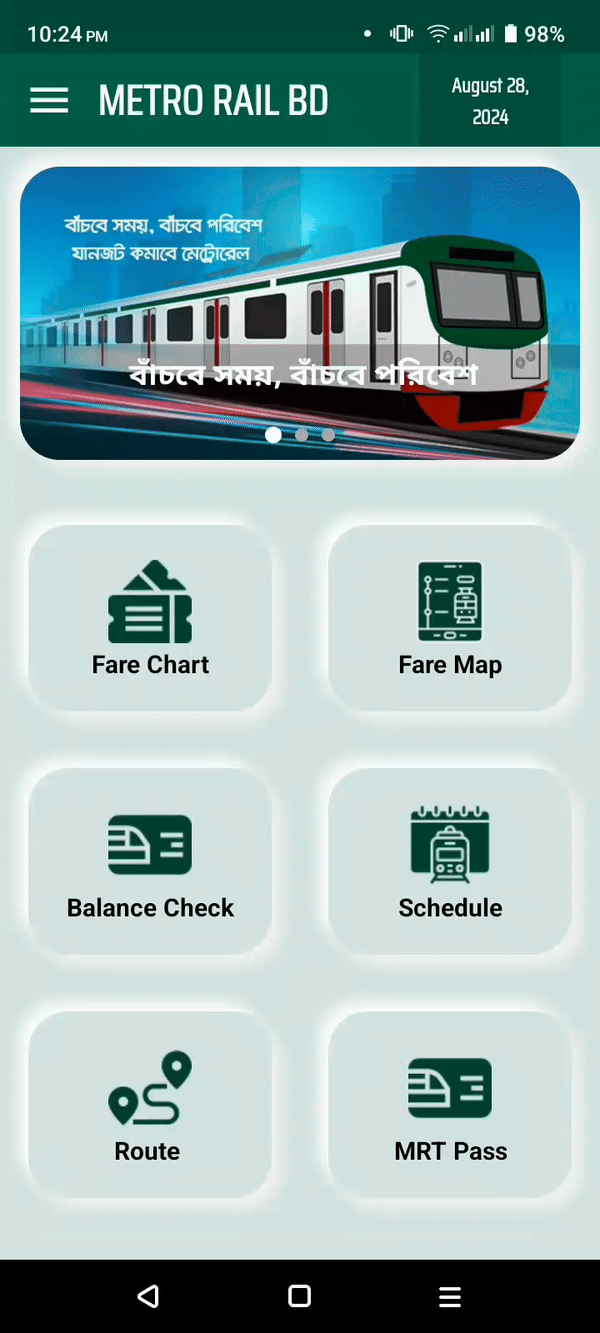 10:24 PM
98%
METRO RAIL BD
August 28,
2024
বাঁচবে সময়, বাঁচবে পরিবেশ
যানজট কমাবে মেট্রোরেল
বাঁচবে সময়, বাঁচবে পরিবেশ
Fare Chart
Fare Map
Balance Check
Schedule
Route
MRT Pass